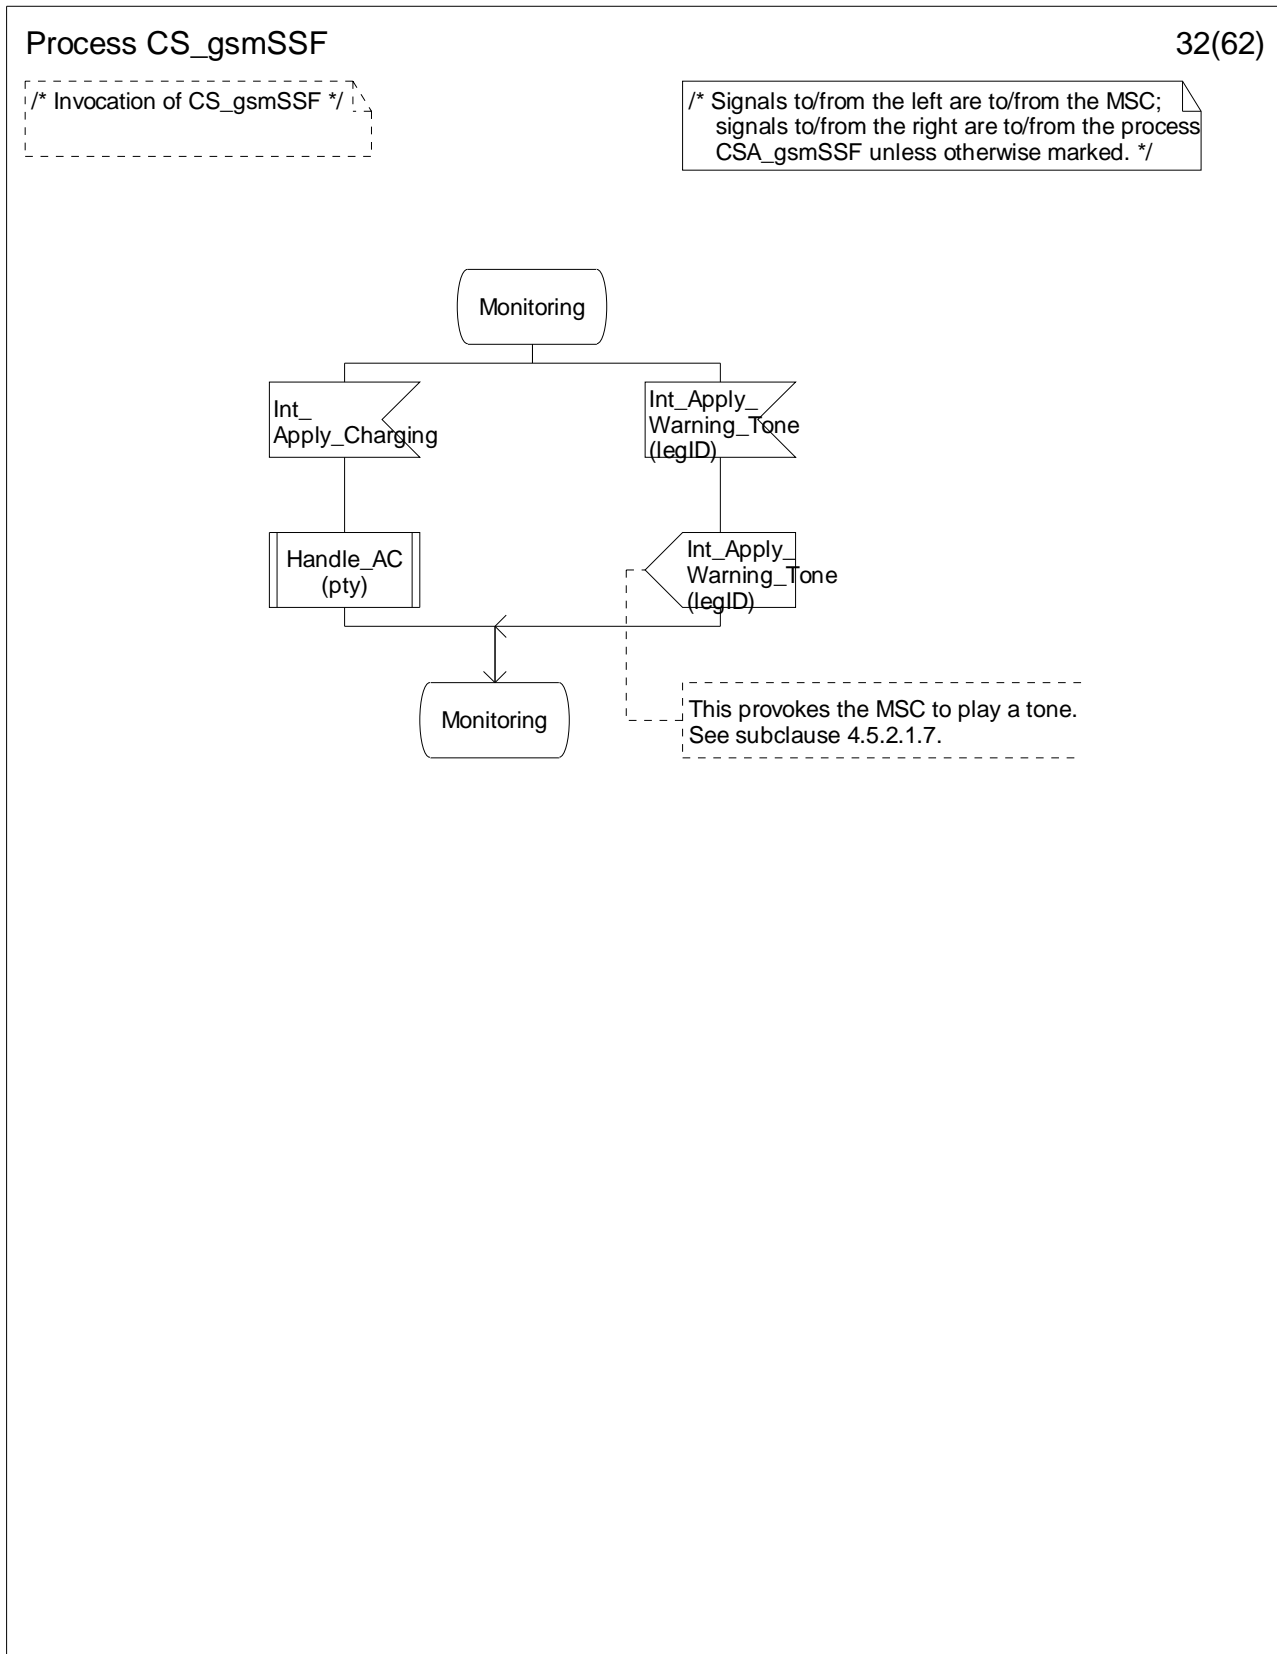 Process CS_gsmSSF
32(62)
/* Invocation of CS_gsmSSF */
/* Signals to/from the left are to/from the MSC;
signals to/from the right are to/from the process
CSA_gsmSSF unless otherwise marked. */
Monitoring
Int_
Apply_Charging
Int_Apply_
Warning_Tone
(legID)
Handle_AC
(pty)
Int_Apply_
Warning_Tone
(legID)
Monitoring
This provokes the MSC to play a tone.
See subclause 4.5.2.1.7.